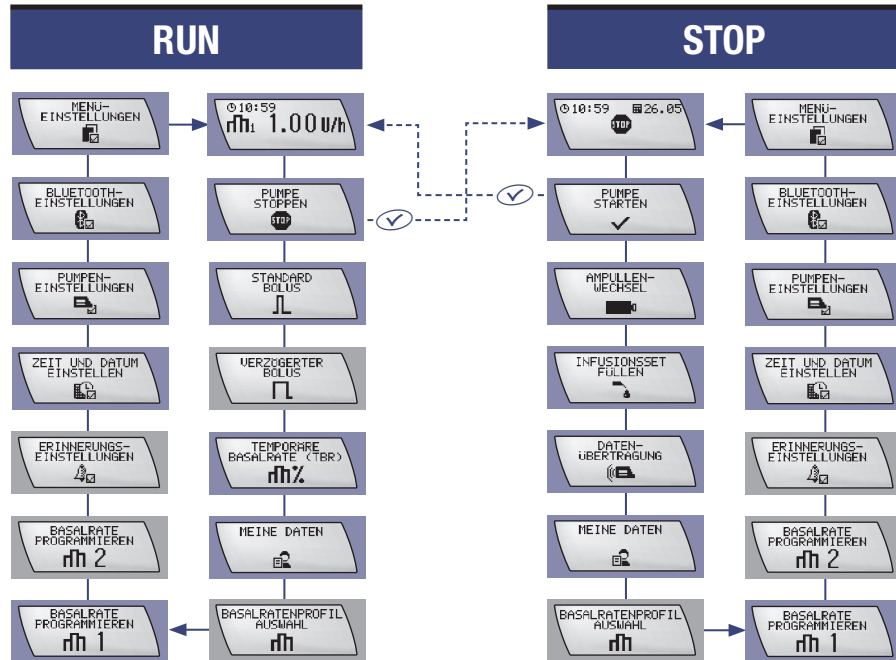 RUN
STOP
MENÜ-
EINSTELLUNGEN
10:59
1 1.00 U/h
BLUETOOTH-
EINSTELLUNGEN
PUMPE
STOPPEN
STOP
PUMPEN-
EINSTELLUNGEN
STANDARD
BOLUS
ZEIT UND DATUM
EINSTELLEN
VERZÖGERTER
BOLUS
ERINNERUNGS-
EINSTELLUNGEN
TEMPORÄRE
BASALRATE (TBR)
%
BASALRATE
PROGRAMMIEREN
2
MEINE DATEN
BASALRATE
PROGRAMMIEREN
1
BASALRATENPROFIL
AUSWAHL
10:59 26.05
STOP
MENÜ-
EINSTELLUNGEN
PUMPE
STARTEN
BLUETOOTH-
EINSTELLUNGEN
AMPULLEN-
WECHSEL
PUMPEN-
EINSTELLUNGEN
INFUSIONSSET
FÜLLEN
ZEIT UND DATUM
EINSTELLEN
DATEN-
ÜBERTRAGUNG
ERINNERUNGS-
EINSTELLUNGEN
MEINE DATEN
BASALRATE
PROGRAMMIEREN
2
BASALRATENPROFIL
AUSWAHL
BASALRATE
PROGRAMMIEREN
1